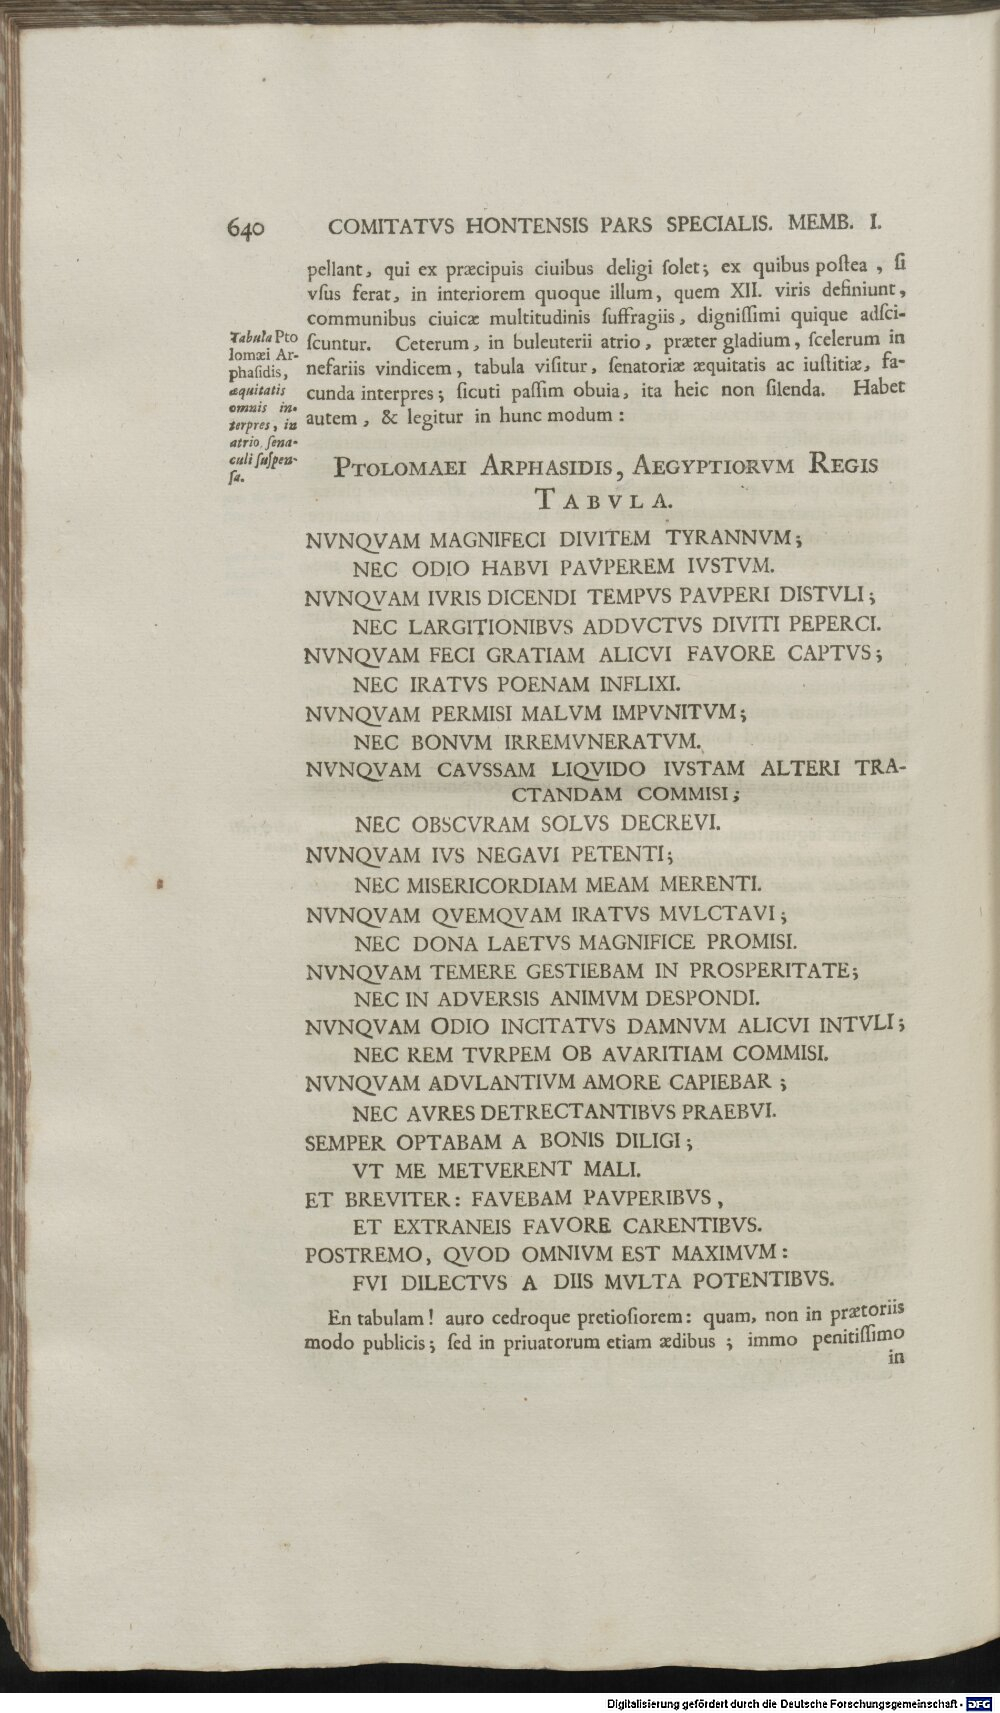 640 COMITATVS HONTENSIS PARS SPECIALIS. MEMB. I.
pellant, qui ex præcipuis ciuibus deligi ſolet; ex quibus poſtea, ſi
vſus ferat, in interiorem quoque illum, quem XII. viris definiunt,
communibus ciuicæ multitudinis ſuffragiis, digniſſimi quique adſci-
ſcuntur. Ceterum, in buleuterii atrio, præter gladium, ſcelerum in
nefariis vindicem, tabula viſitur, ſenatoriæ æquitatis ac iuſtitiæ, fa-
cunda interpres; ſicuti paſſim obuia, ita heic non ſilenda. Habet
autem, & legitur in hunc modum:
Tabula Pto
lomæi Ar-
phaſidis,
æquitatis
omnis in-
terpres, in
atrio ſena-
culi ſuſpen-
ſa.
PTOLOMAEI ARPHASIDIS, AEGYPTIORVM REGIS
TABVLA.
NVNQVAM MAGNIFECI DIVITEM TYRANNVM;
NEC ODIO HABVI PAVPEREM IVSTVM.
NVNQVAM IVRIS DICENDI TEMPVS PAVPERI DISTVLI;
NEC LARGITIONIBVS ADDVCTVS DIVITI PEPERCI.
NVNQVAM FECI GRATIAM ALICVI FAVORE CAPTVS;
NEC IRATVS POENAM INFLIXI.
NVNQVAM PERMISI MALVM IMPVNITVM;
NEC BONVM IRREMVNERATVM.
NVNQVAM CAVSSAM LIQVIDO IVSTAM ALTERI TRA-
CTANDAM COMMISI;
NEC OBSCVRAM SOLVS DECREVI.
NVNQVAM IVS NEGAVI PETENTI;
NEC MISERICORDIAM MEAM MERENTI.
NVNQVAM QVEMQVAM IRATVS MVLCTAVI;
NEC DONA LAETVS MAGNIFICE PROMISI.
NVNQVAM TEMERE GESTIEBAM IN PROSPERITATE;
NEC IN ADVERSIS ANIMVM DESPONDI.
NVNQVAM ODIO INCITATVS DAMNVM ALICVI INTVLI;
NEC REM TVRPEM OB AVARITIAM COMMISI.
NVNQVAM ADVLANTIVM AMORE CAPIEBAR;
NEC AVRES DETRECTANTIBVS PRAEBVI.
SEMPER OPTABAM A BONIS DILIGI;
VT ME METVERENT MALI.
ET BREVITER: FAVEBAM PAVPERIBVS,
ET EXTRANEIS FAVORE CARENTIBVS.
POSTREMO, QVOD OMNIVM EST MAXIMVM:
FVI DILECTVS A DIIS MVLTA POTENTIBVS.
En tabulam! auro cedroque pretioſiorem: quam, non in prætoriis
modo publicis; ſed in priuatorum etiam ædibus; immo penitiſſimo
in
Digitalisierung gefördert durch die Deutsche Forschungsgemeinschaft - DFG